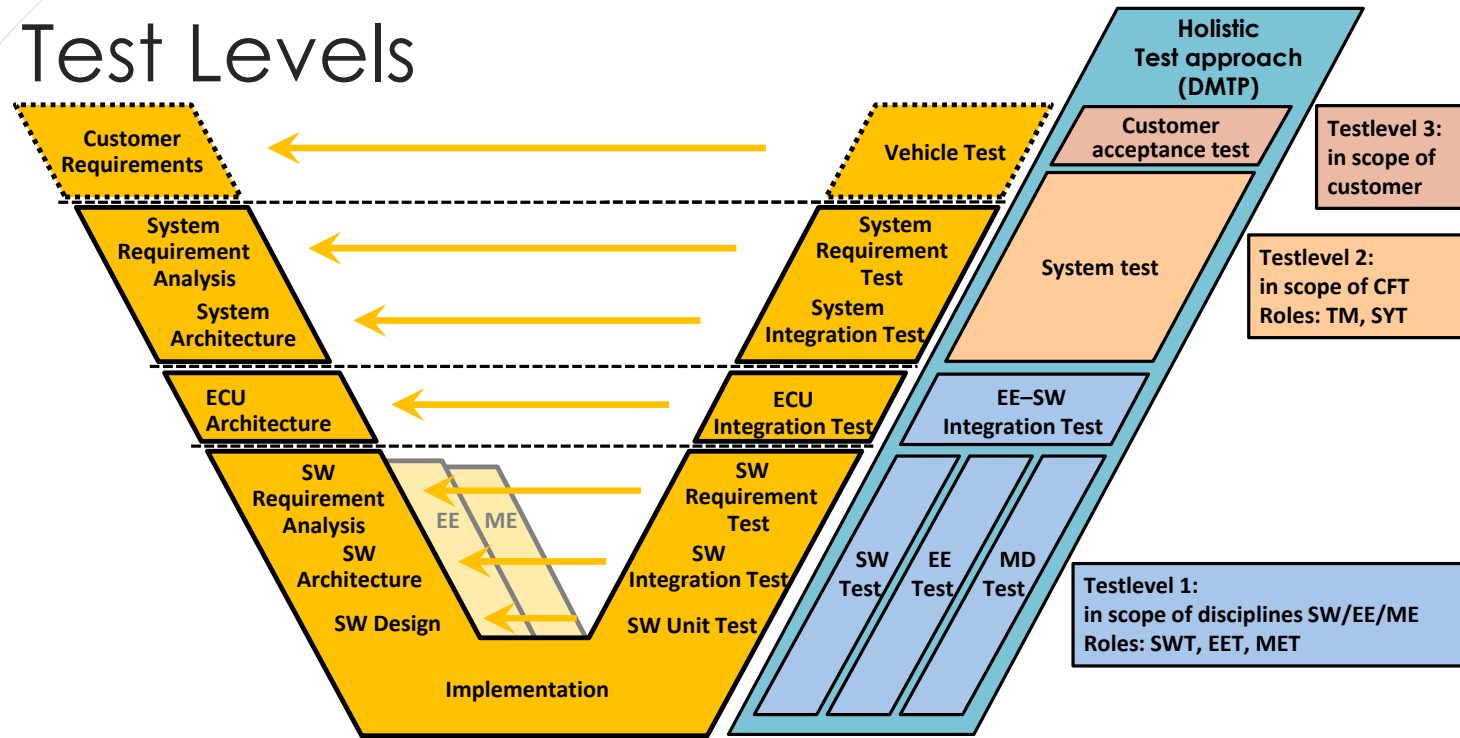 Test Levels
Customer
Requirements
System
Requirement
Analysis
System
Architecture
ECU
Architecture
SW
Requirement
Analysis
SW
Architecture
SW Design
EE
ME
Implementation
Vehicle Test
System
Requirement
Test
System
Integration Test
ECU
Integration Test
SW
Requirement
Test
SW
Integration Test
SW Unit Test
Holistic
Test approach
(DMTP)
Customer
acceptance test
System test
EE–SW
Integration Test
SW
Test
EE
Test
MD
Test
Testlevel 3:
in scope of
customer
Testlevel 2:
in scope of CFT
Roles: TM, SYT
Testlevel 1:
in scope of disciplines SW/EE/ME
Roles: SWT, EET, MET